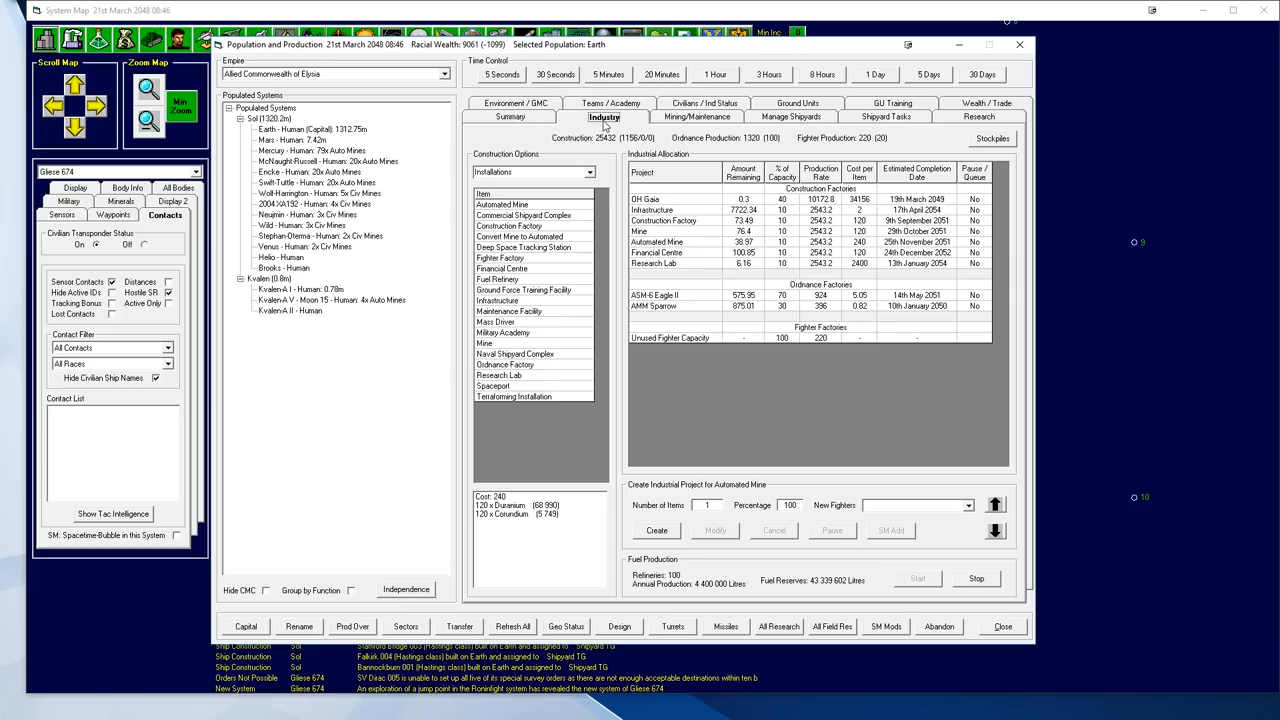 System Map 21st March 2048 08:46
Min Inc
Scroll Map
Zoom Map
Min Zoom
Gliese 674
Display Body Info All Bodies
Military Minerals Display 2
Sensors Waypoints Contacts
Civilian Transponder Status
On Off
Sensor Contacts Distances
Hide Active IDs Hostile SR
Tracking Bonus Active Only
Lost Contacts
Contact Filter
All Contacts
All Races
Hide Civilian Ship Names
Contact List
Show Tac Intelligence
SM: Spacetime-Bubble in this System
Population and Production 21st March 2048 08:46 Racial Wealth: 9061 (-1099) Selected Population: Earth
Empire
Allied Commonwealth of Elysia
Populated Systems
Populated Systems
Sol (1320.2m)
Earth - Human (Capital): 1312.75m
Mars - Human: 7.42m
Mercury - Human: 79x Auto Mines
McNaught-Russell - Human: 20x Auto Mines
Encke - Human: 20x Auto Mines
Swift-Tuttle - Human: 20x Auto Mines
Wolf-Harrington - Human: 5x Civ Mines
2004 XA192 - Human: 4x Civ Mines
Neujmin - Human: 3x Civ Mines
Wild - Human: 3x Civ Mines
Stephan-Oterma - Human: 2x Civ Mines
Venus - Human: 2x Civ Mines
Helio - Human
Brooks - Human
Kvalen (0.8m)
Kvalen-A I - Human: 0.78m
Kvalen-A V - Moon 15 - Human: 4x Auto Mines
Kvalen-A II - Human
Hide CMC Group by Function Independence
Time Control
5 Seconds 30 Seconds 5 Minutes 20 Minutes 1 Hour 3 Hours 8 Hours 1 Day 5 Days 30 Days
Environment / GMC Teams / Academy Civilians / Ind Status Ground Units GU Training Wealth / Trade
Summary Industry Mining/Maintenance Manage Shipyards Shipyard Tasks Research
Construction: 25432 (1156/0/0) Ordnance Production: 1320 (100) Fighter Production: 220 (20) Stockpiles
Construction Options
Installations
Item
Automated Mine
Commercial Shipyard Complex
Construction Factory
Convert Mine to Automated
Deep Space Tracking Station
Fighter Factory
Financial Centre
Fuel Refinery
Ground Force Training Facility
Infrastructure
Maintenance Facility
Mass Driver
Military Academy
Mine
Naval Shipyard Complex
Ordnance Factory
Research Lab
Spaceport
Terraforming Installation
Cost: 240
120 x Duranium (68 990)
120 x Corundium (5 749)
Industrial Allocation
Project Amount Remaining % of Capacity Production Rate Cost per Item Estimated Completion Date Pause / Queue
Construction Factories
OH Gaia 0.3 40 10172.8 34156 19th March 2049 No
Infrastructure 7722.34 10 2543.2 2 17th April 2054 No
Construction Factory 73.49 10 2543.2 120 9th September 2051 No
Mine 76.4 10 2543.2 120 29th October 2051 No
Automated Mine 38.97 10 2543.2 240 25th November 2051 No
Financial Centre 100.85 10 2543.2 120 24th December 2052 No
Research Lab 6.16 10 2543.2 2400 13th January 2054 No
Ordnance Factories
ASM-6 Eagle II 575.95 70 924 5.05 14th May 2051 No
AMM Sparrow 875.01 30 396 0.82 10th January 2050 No
Fighter Factories
Unused Fighter Capacity - 100 220 - -
Create Industrial Project for Automated Mine
Number of Items 1 Percentage 100 New Fighters
Create Modify Cancel Pause SM Add
Fuel Production
Refineries: 100
Annual Production: 4 400 000 Litres Fuel Reserves: 43 339 602 Litres Start Stop
Capital Rename Prod Over Sectors Transfer Refresh All Geo Status Design Turrets Missiles All Research All Field Res SM Mods Abandon Close
9
10
Ship Construction Sol Stamford Bridge 003 (Hastings class) built on Earth and assigned to Shipyard TG
Ship Construction Sol Falkirk 004 (Hastings class) built on Earth and assigned to Shipyard TG
Ship Construction Sol Bannockburn 001 (Hastings class) built on Earth and assigned to Shipyard TG
Orders Not Possible Gliese 674 SV Dirac 005 is unable to set up all five of its special survey orders as there are not enough acceptable destinations within ten b
New System Gliese 674 An exploration of a jump point in the Roninflight system has revealed the new system of Gliese 674